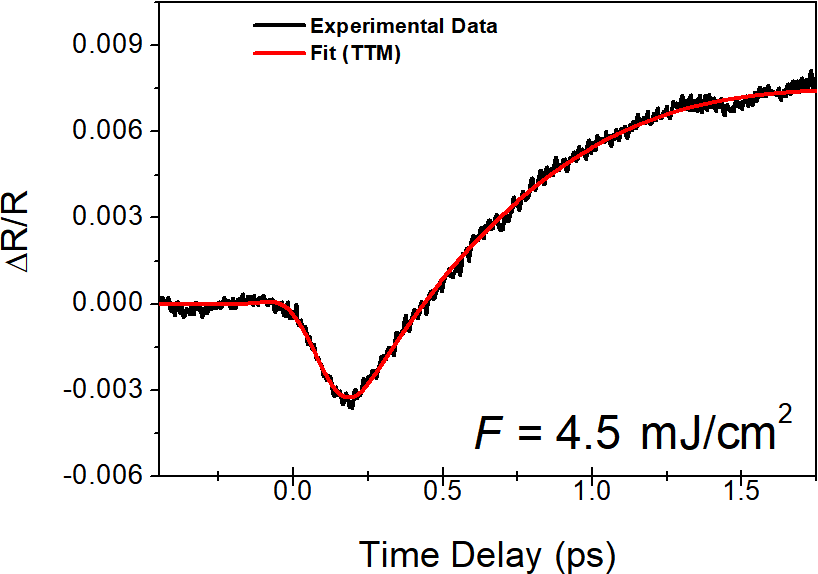 Experimental Data
Fit (TTM)
0.009
0.006
0.003
0.000
-0.003
-0.006
ΔR/R
F = 4.5 mJ/cm²
0.0 0.5 1.0 1.5
Time Delay (ps)